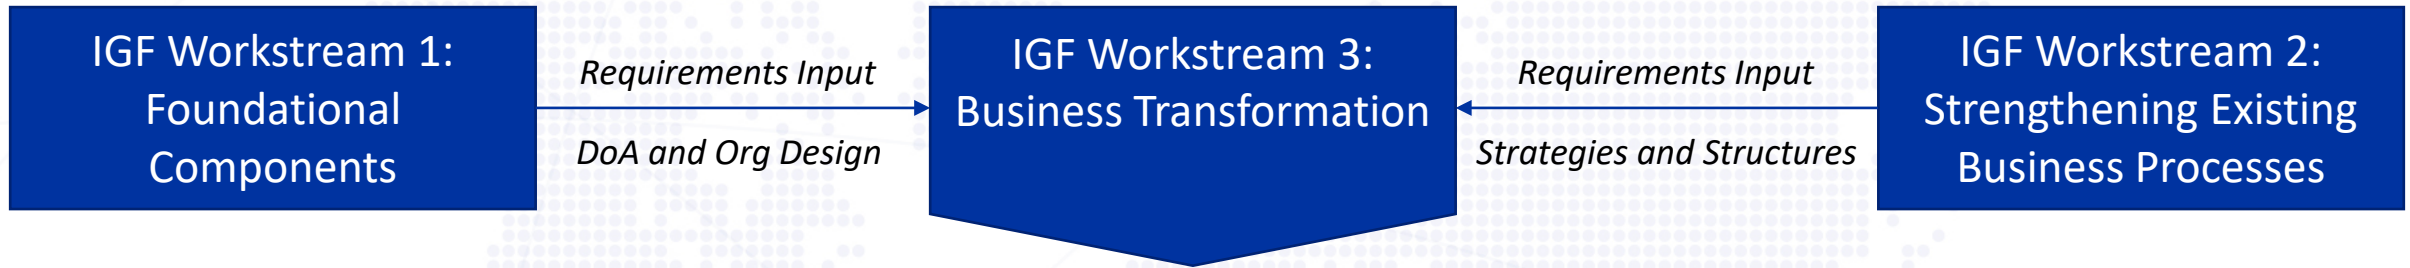 IGF Workstream 1:
Foundational
Components
Requirements Input
DoA and Org Design
IGF Workstream 3:
Business Transformation
Requirements Input
Strategies and Structures
IGF Workstream 2:
Strengthening Existing
Business Processes